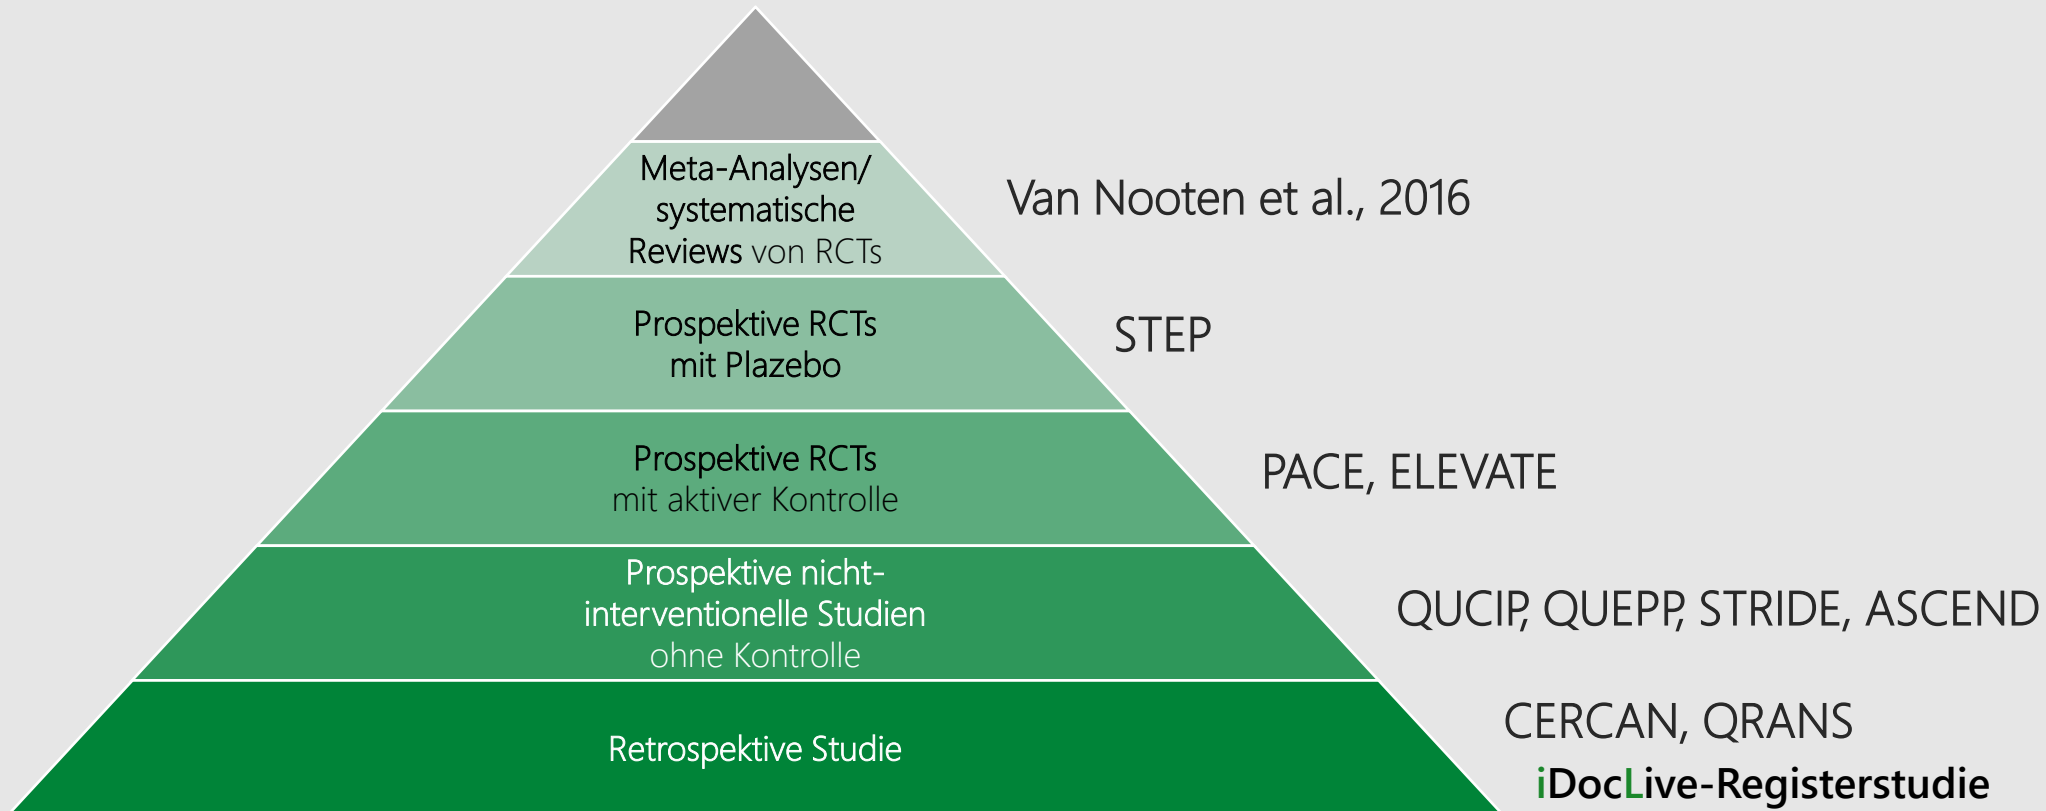 Meta-Analysen/
systematische
Reviews von RCTs
Van Nooten et al., 2016
Prospektive RCTs
mit Plazebo
STEP
Prospektive RCTs
mit aktiver Kontrolle
PACE, ELEVATE
Prospektive nicht-
interventionelle Studien
ohne Kontrolle
QUCIP, QUEPP, STRIDE, ASCEND
Retrospektive Studie
CERCAN, QRANS
iDocLive-Registerstudie